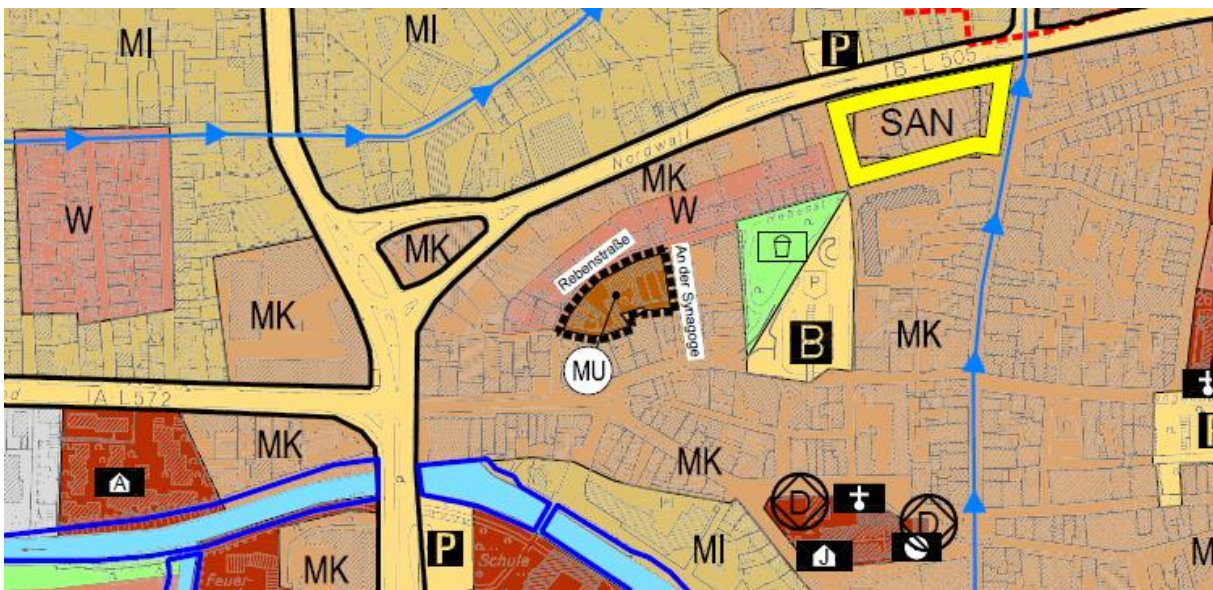 MI
MI
P
IB -L 505
SAN
Nordwall
MK
W
W
Rebenst
MK
Rebenstraße
An der Synagoge
MK
P
B
MK
MU
d
IA L572
MK
MK
A
D
D
J
P
MI
Schule
MK
Feuer-
M